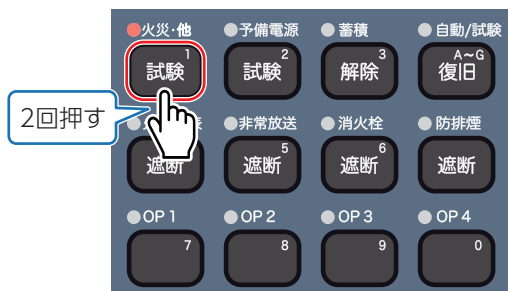 火災・他 予備電源 蓄積 自動/試験
試験 1 試験 2 解除 3 復旧 A~G
2回押す
表 非常放送 消火栓 防排煙
遮断 遮断 5 遮断 6 遮断
OP 1 OP 2 OP 3 OP 4
7 8 9 0